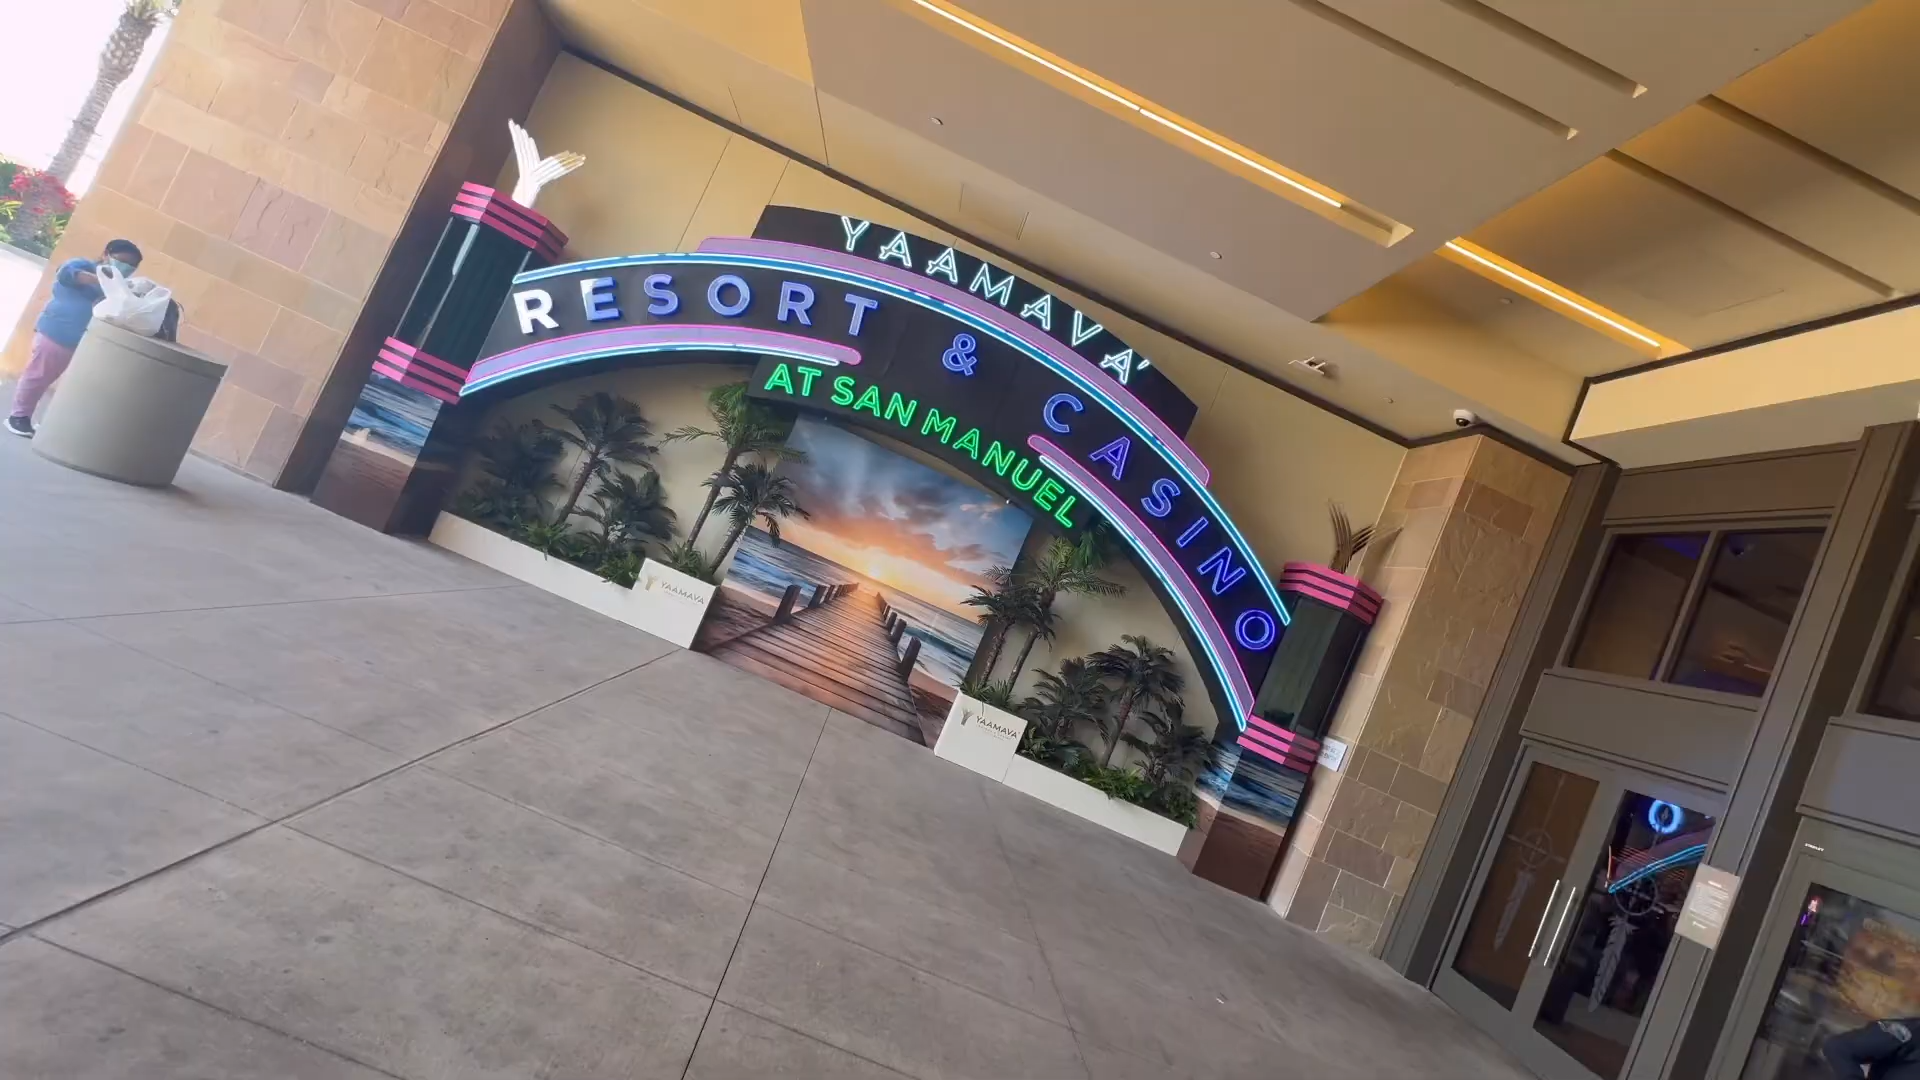 YAAMAVA'
RESORT & CASINO
AT SAN MANUEL
YAAMAVA'
YAAMAVA'